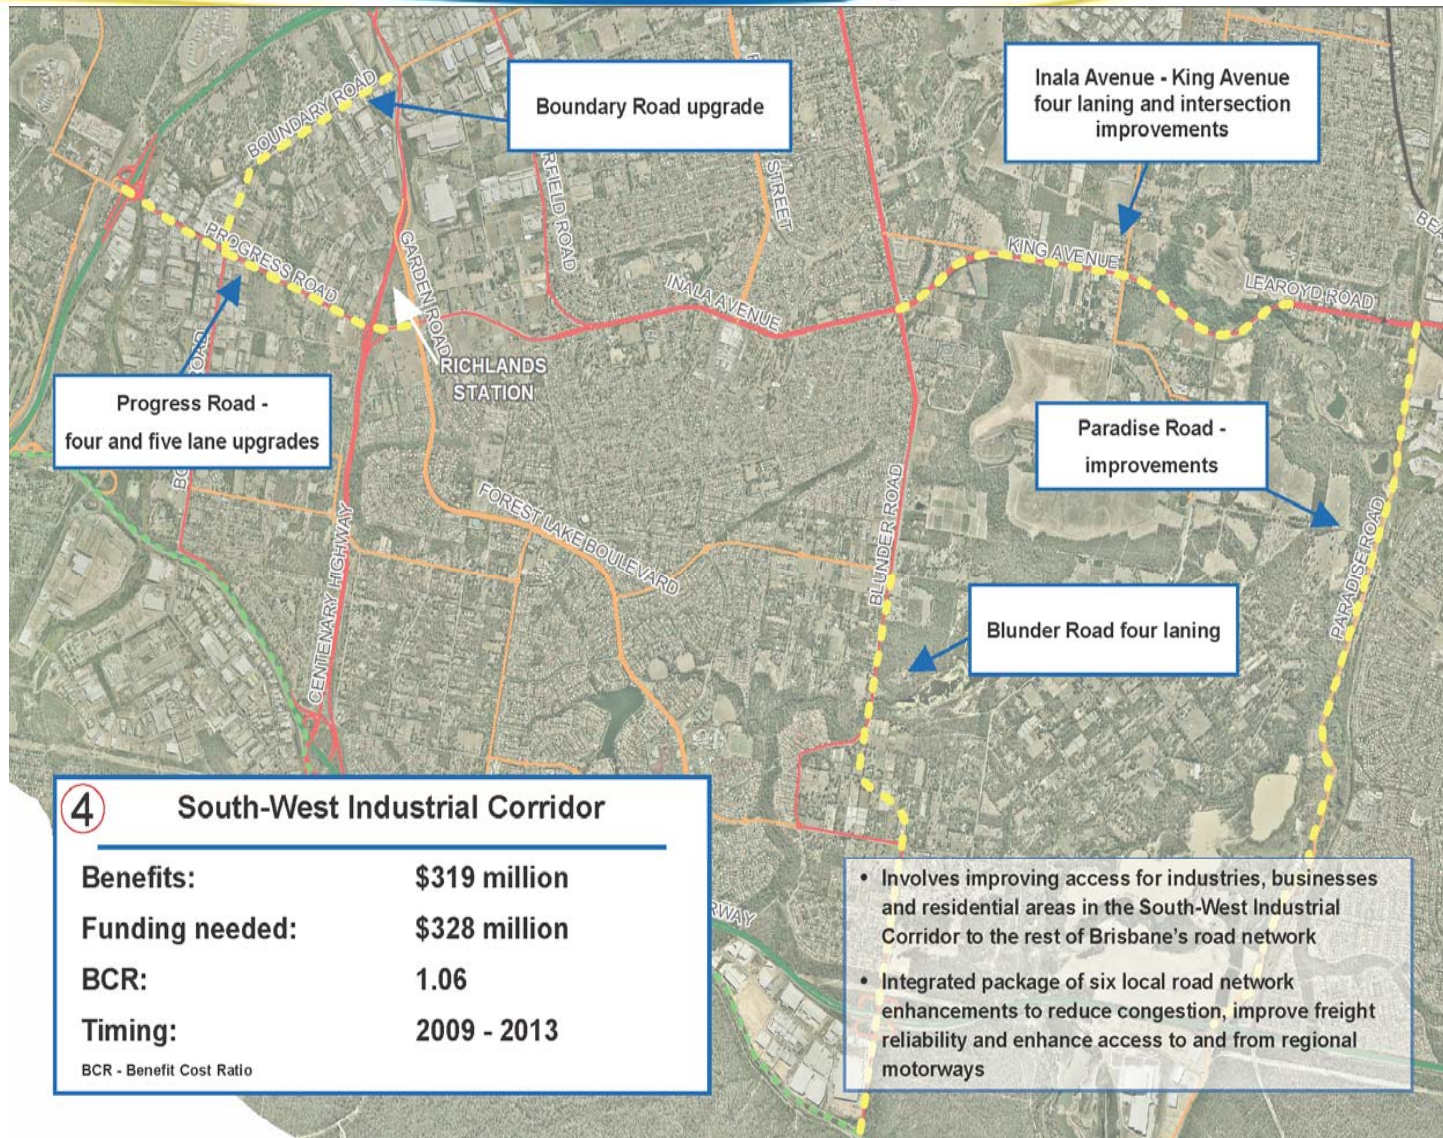 BOUNDARY ROAD
Boundary Road upgrade
Inala Avenue - King Avenue
four laning and intersection
improvements
RFIELD ROAD
STREET
PROGRESS ROAD
GARDEN ROAD
INALA AVENUE
KING AVENUE
LEAROYD ROAD
BEA
RICHLANDS
STATION
ROAD
Progress Road -
four and five lane upgrades
BO
Paradise Road -
improvements
FOREST LAKE BOULEVARD
CENTENARY HIGHWAY
BLUNDER ROAD
PARADISE ROAD
Blunder Road four laning
4 South-West Industrial Corridor
Benefits: $319 million
Funding needed: $328 million
BCR: 1.06
Timing: 2009 - 2013
BCR - Benefit Cost Ratio
RWAY
• Involves improving access for industries, businesses
and residential areas in the South-West Industrial
Corridor to the rest of Brisbane's road network
• Integrated package of six local road network
enhancements to reduce congestion, improve freight
reliability and enhance access to and from regional
motorways